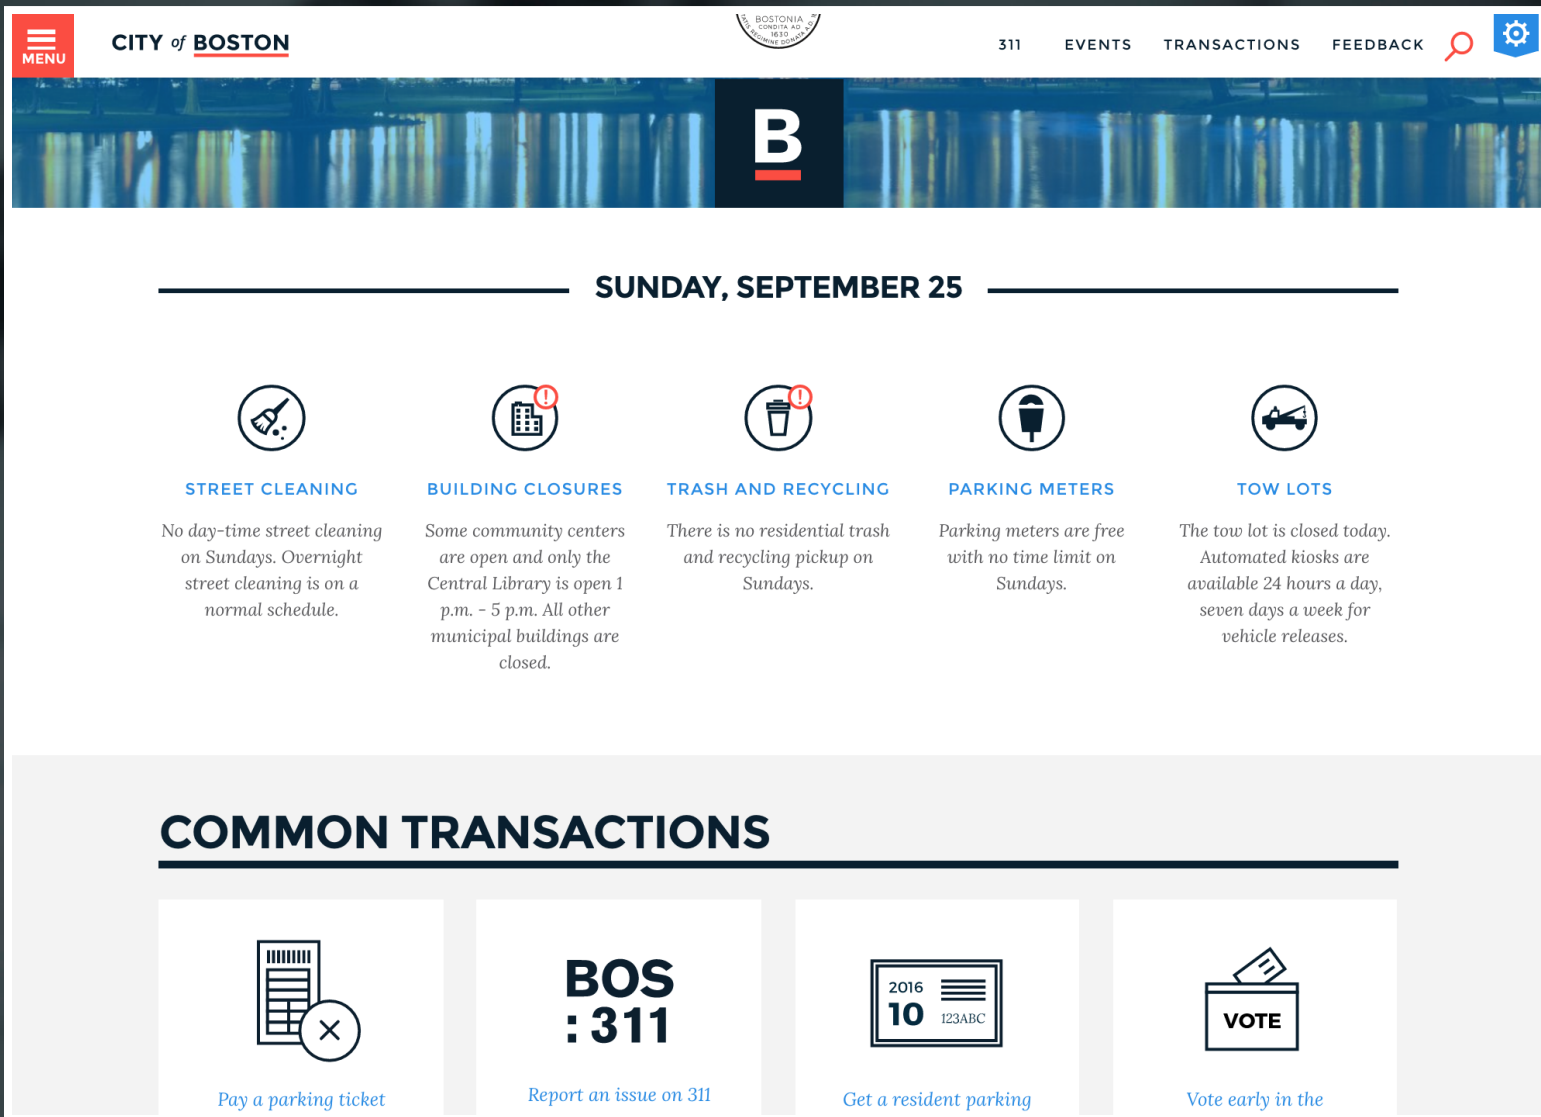 MENU
CITY of BOSTON
BOSTONIA
CONDITA AD
1630
REGIMINE DONATA A.D.
311
EVENTS
TRANSACTIONS
FEEDBACK
B
SUNDAY, SEPTEMBER 25
STREET CLEANING
No day-time street cleaning
on Sundays. Overnight
street cleaning is on a
normal schedule.
BUILDING CLOSURES
Some community centers
are open and only the
Central Library is open 1
p.m. - 5 p.m. All other
municipal buildings are
closed.
TRASH AND RECYCLING
There is no residential trash
and recycling pickup on
Sundays.
PARKING METERS
Parking meters are free
with no time limit on
Sundays.
TOW LOTS
The tow lot is closed today.
Automated kiosks are
available 24 hours a day,
seven days a week for
vehicle releases.
COMMON TRANSACTIONS
Pay a parking ticket
BOS
:311
Report an issue on 311
2016
10
123ABC
Get a resident parking
VOTE
Vote early in the